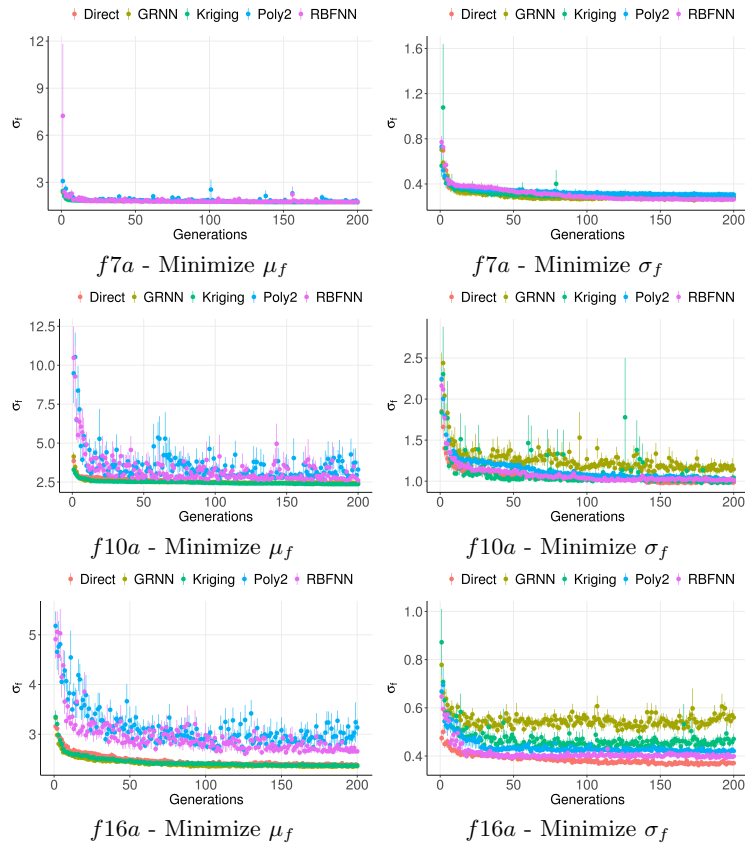 Direct GRNN Kriging Poly2 RBFNN
12
9
6
3
σf
0 50 100 150 200
Generations
f7a - Minimize μf
Direct GRNN Kriging Poly2 RBFNN
1.6
1.2
0.8
0.4
σf
0 50 100 150 200
Generations
f7a - Minimize σf
Direct GRNN Kriging Poly2 RBFNN
12.5
10.0
7.5
5.0
2.5
σf
0 50 100 150 200
Generations
f10a - Minimize μf
Direct GRNN Kriging Poly2 RBFNN
2.5
2.0
1.5
1.0
σf
0 50 100 150 200
Generations
f10a - Minimize σf
Direct GRNN Kriging Poly2 RBFNN
5
4
3
σf
0 50 100 150 200
Generations
f16a - Minimize μf
Direct GRNN Kriging Poly2 RBFNN
1.0
0.8
0.6
0.4
σf
0 50 100 150 200
Generations
f16a - Minimize σf